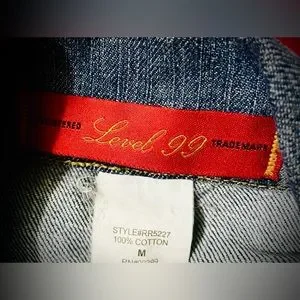 Level 99 TRADEMARK
STYLE#RR5227
100% COTTON
M